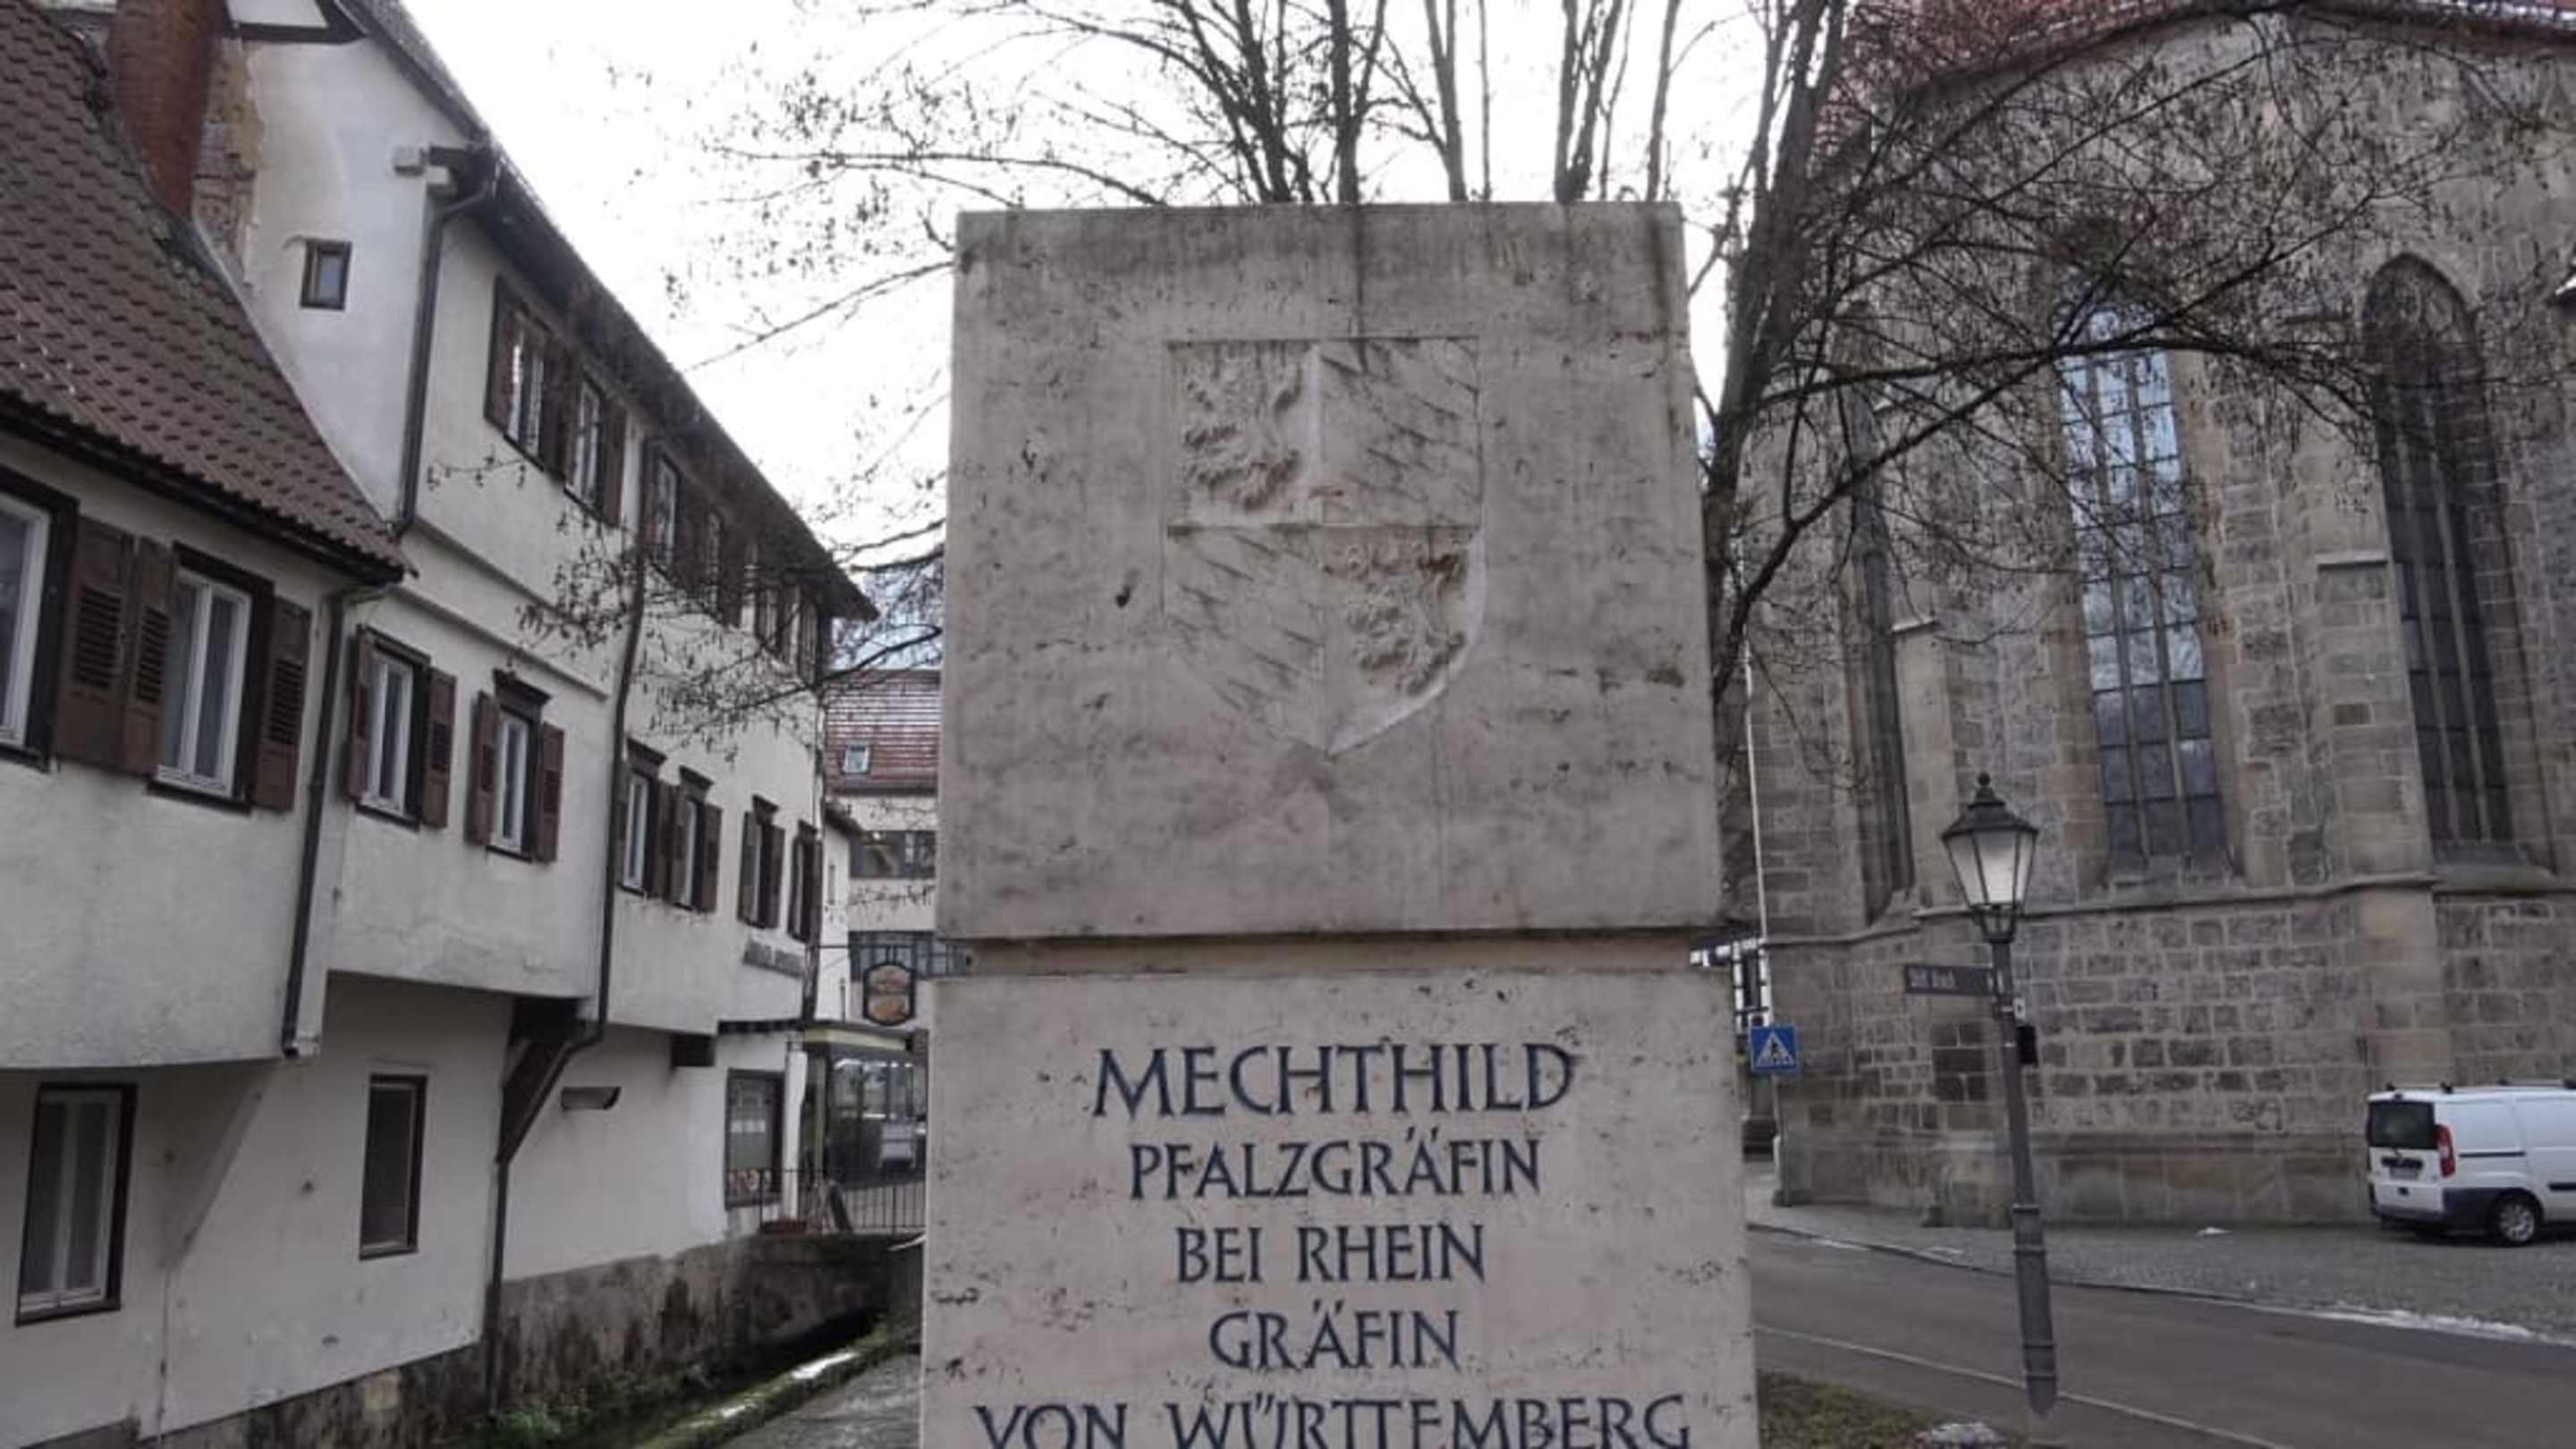 MECHTHILD
PFALZGRÄFIN
BEI RHEIN
GRÄFIN
VON WÜRTTEMBERG